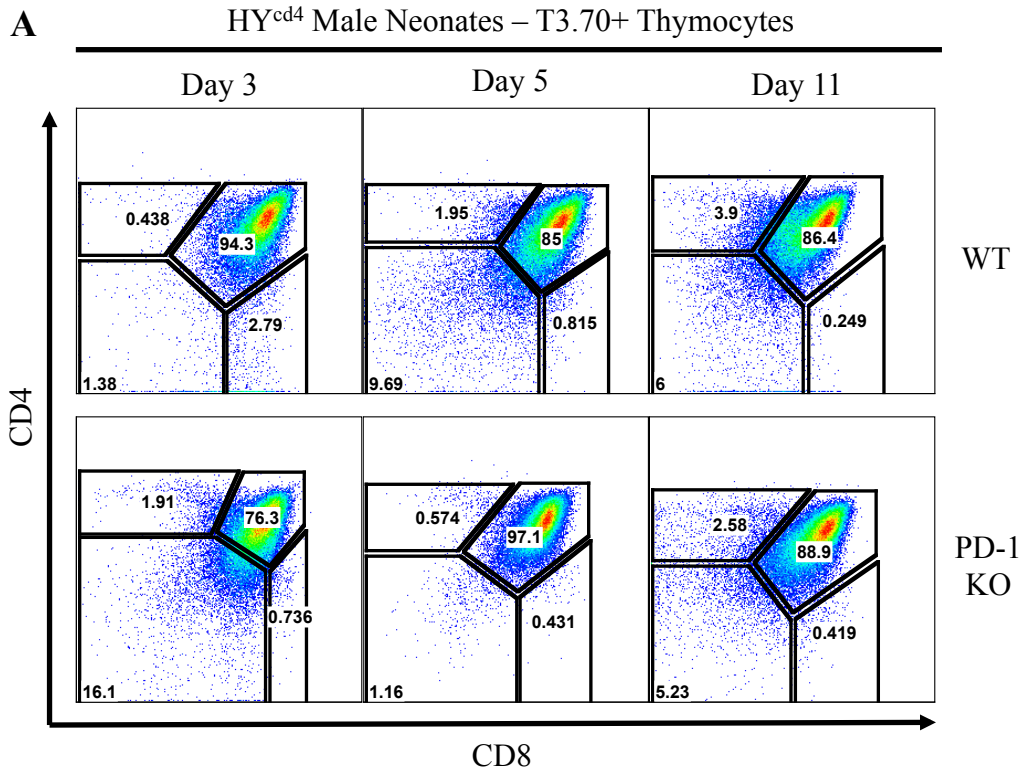 A
HY^cd4 Male Neonates – T3.70+ Thymocytes
Day 3
Day 5
Day 11
0.438
94.3
2.79
1.38
1.95
85
0.815
9.69
3.9
86.4
0.249
6
WT
1.91
76.3
0.736
16.1
0.574
97.1
0.431
1.16
2.58
88.9
0.419
5.23
PD-1
KO
CD4
CD8